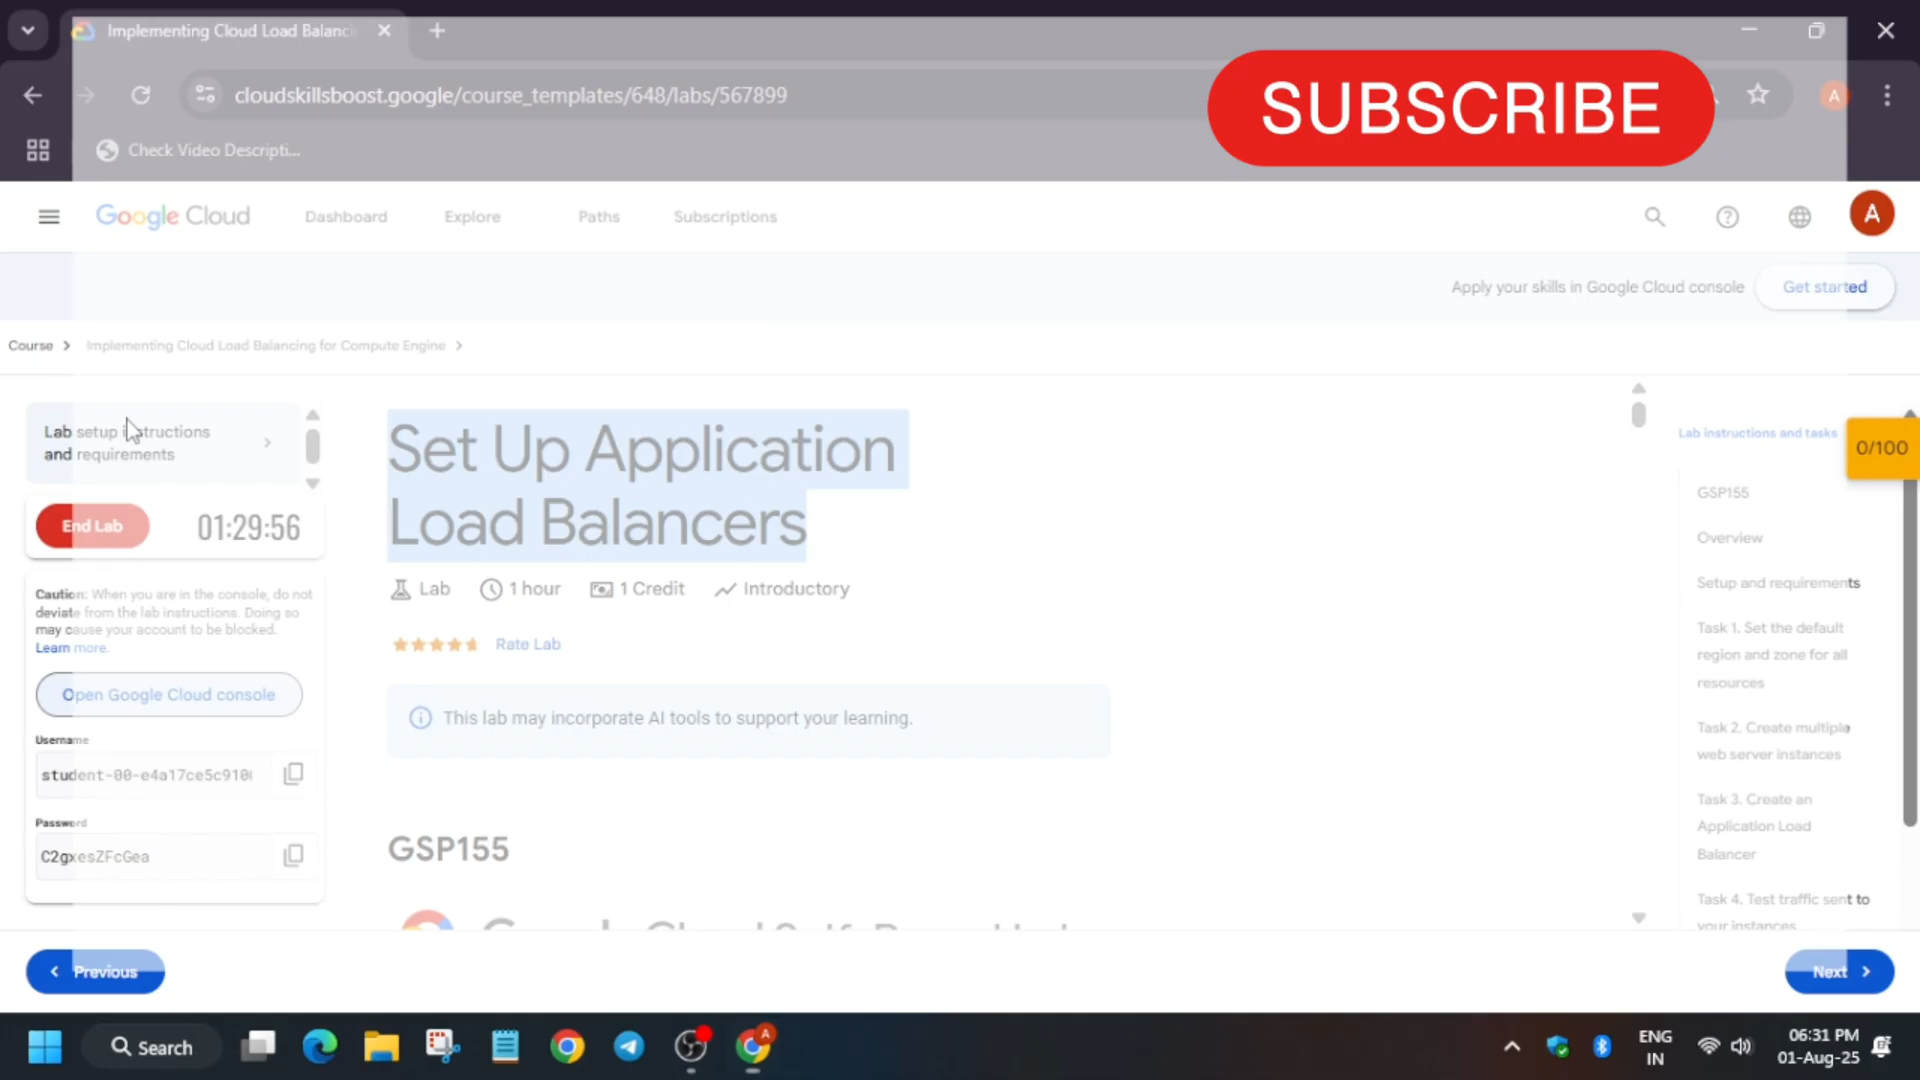 Implementing Cloud Load Balanci
cloudskillsboost.google/course_templates/648/labs/567899
SUBSCRIBE
A
Check Video Descripti...
Google Cloud
Dashboard
Explore
Paths
Subscriptions
A
Apply your skills in Google Cloud console
Get started
Course
Implementing Cloud Load Balancing for Compute Engine
Lab setup instructions
and requirements
End Lab
01:29:56
Caution: When you are in the console, do not
deviate from the lab instructions. Doing so
may cause your account to be blocked.
Learn more.
Open Google Cloud console
Username
student-00-e4a17ce5c910
Password
C2gxesZFcGea
Set Up Application
Load Balancers
Lab
1 hour
1 Credit
Introductory
Rate Lab
This lab may incorporate AI tools to support your learning.
GSP155
Lab instructions and tasks
0/100
GSP155
Overview
Setup and requirements
Task 1. Set the default
region and zone for all
resources
Task 2. Create multiple
web server instances
Task 3. Create an
Application Load
Balancer
Task 4. Test traffic sent to
your instances
Previous
Next
Search
A
ENG
IN
06:31 PM
01-Aug-25